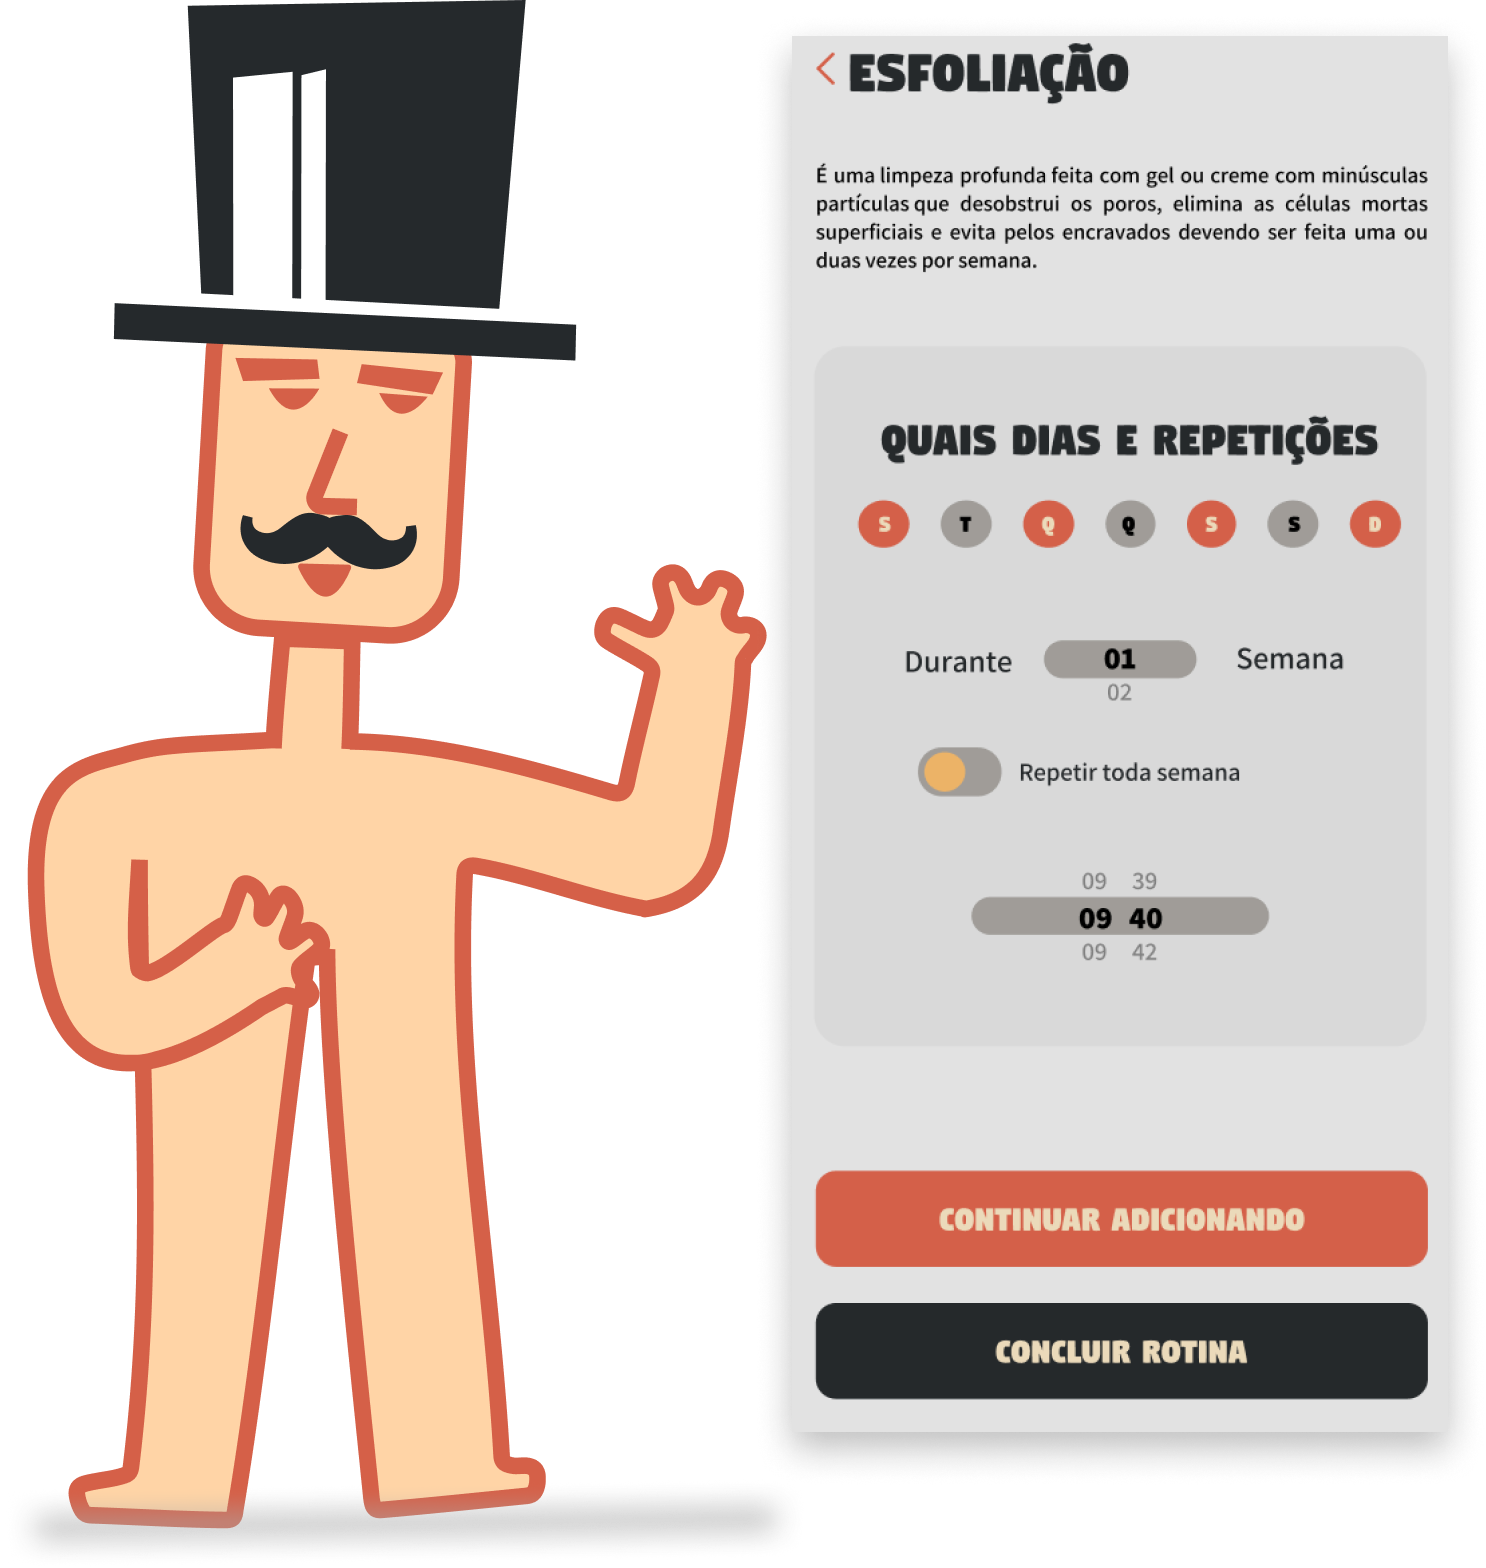 ESFOLIAÇÃO
É uma limpeza profunda feita com gel ou creme com minúsculas
partículas que desobstrui os poros, elimina as células mortas
superficiais e evita pelos encravados devendo ser feita uma ou
duas vezes por semana.
QUAIS DIAS E REPETIÇÕES
S T Q Q S S D
Durante 01 Semana
02
Repetir toda semana
09 39
09 40
09 42
CONTINUAR ADICIONANDO
CONCLUIR ROTINA